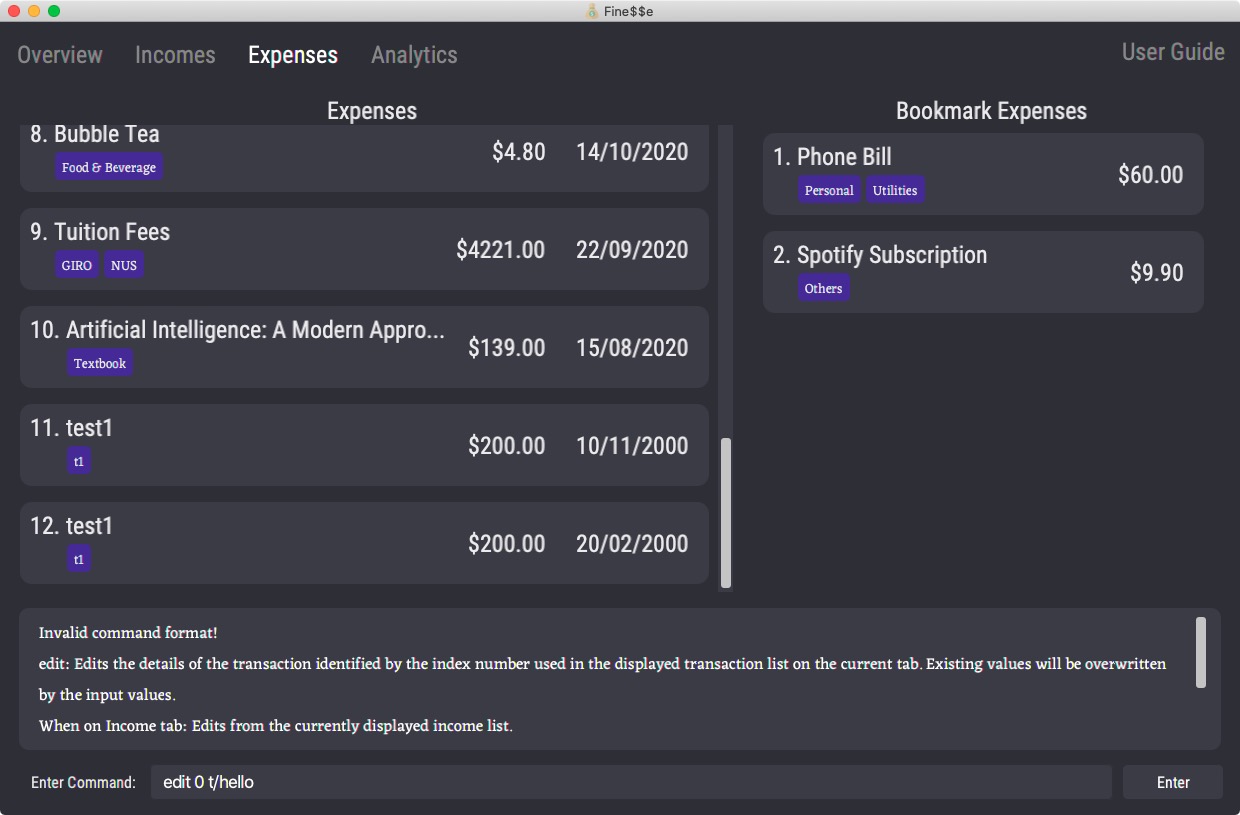 Fine$$e
Overview Incomes Expenses Analytics User Guide
Expenses
8. Bubble Tea
$4.80 14/10/2020
Food & Beverage
9. Tuition Fees
$4221.00 22/09/2020
GIRO NUS
10. Artificial Intelligence: A Modern Appro...
$139.00 15/08/2020
Textbook
11. test1
$200.00 10/11/2000
t1
12. test1
$200.00 20/02/2000
t1
Bookmark Expenses
1. Phone Bill
$60.00
Personal Utilities
2. Spotify Subscription
$9.90
Others
Invalid command format!
edit: Edits the details of the transaction identified by the index number used in the displayed transaction list on the current tab. Existing values will be overwritten
by the input values.
When on Income tab: Edits from the currently displayed income list.
Enter Command: edit 0 t/hello Enter